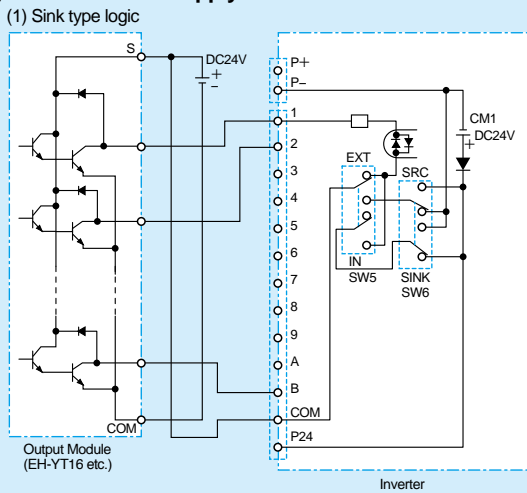 (1) Sink type logic
S
DC24V
+
−
COM
Output Module
(EH-YT16 etc.)
P+
P−
1
2
3
4
5
6
7
8
9
A
B
COM
P24
EXT
IN
SW5
SRC
SINK
SW6
CM1
DC24V
+
Inverter